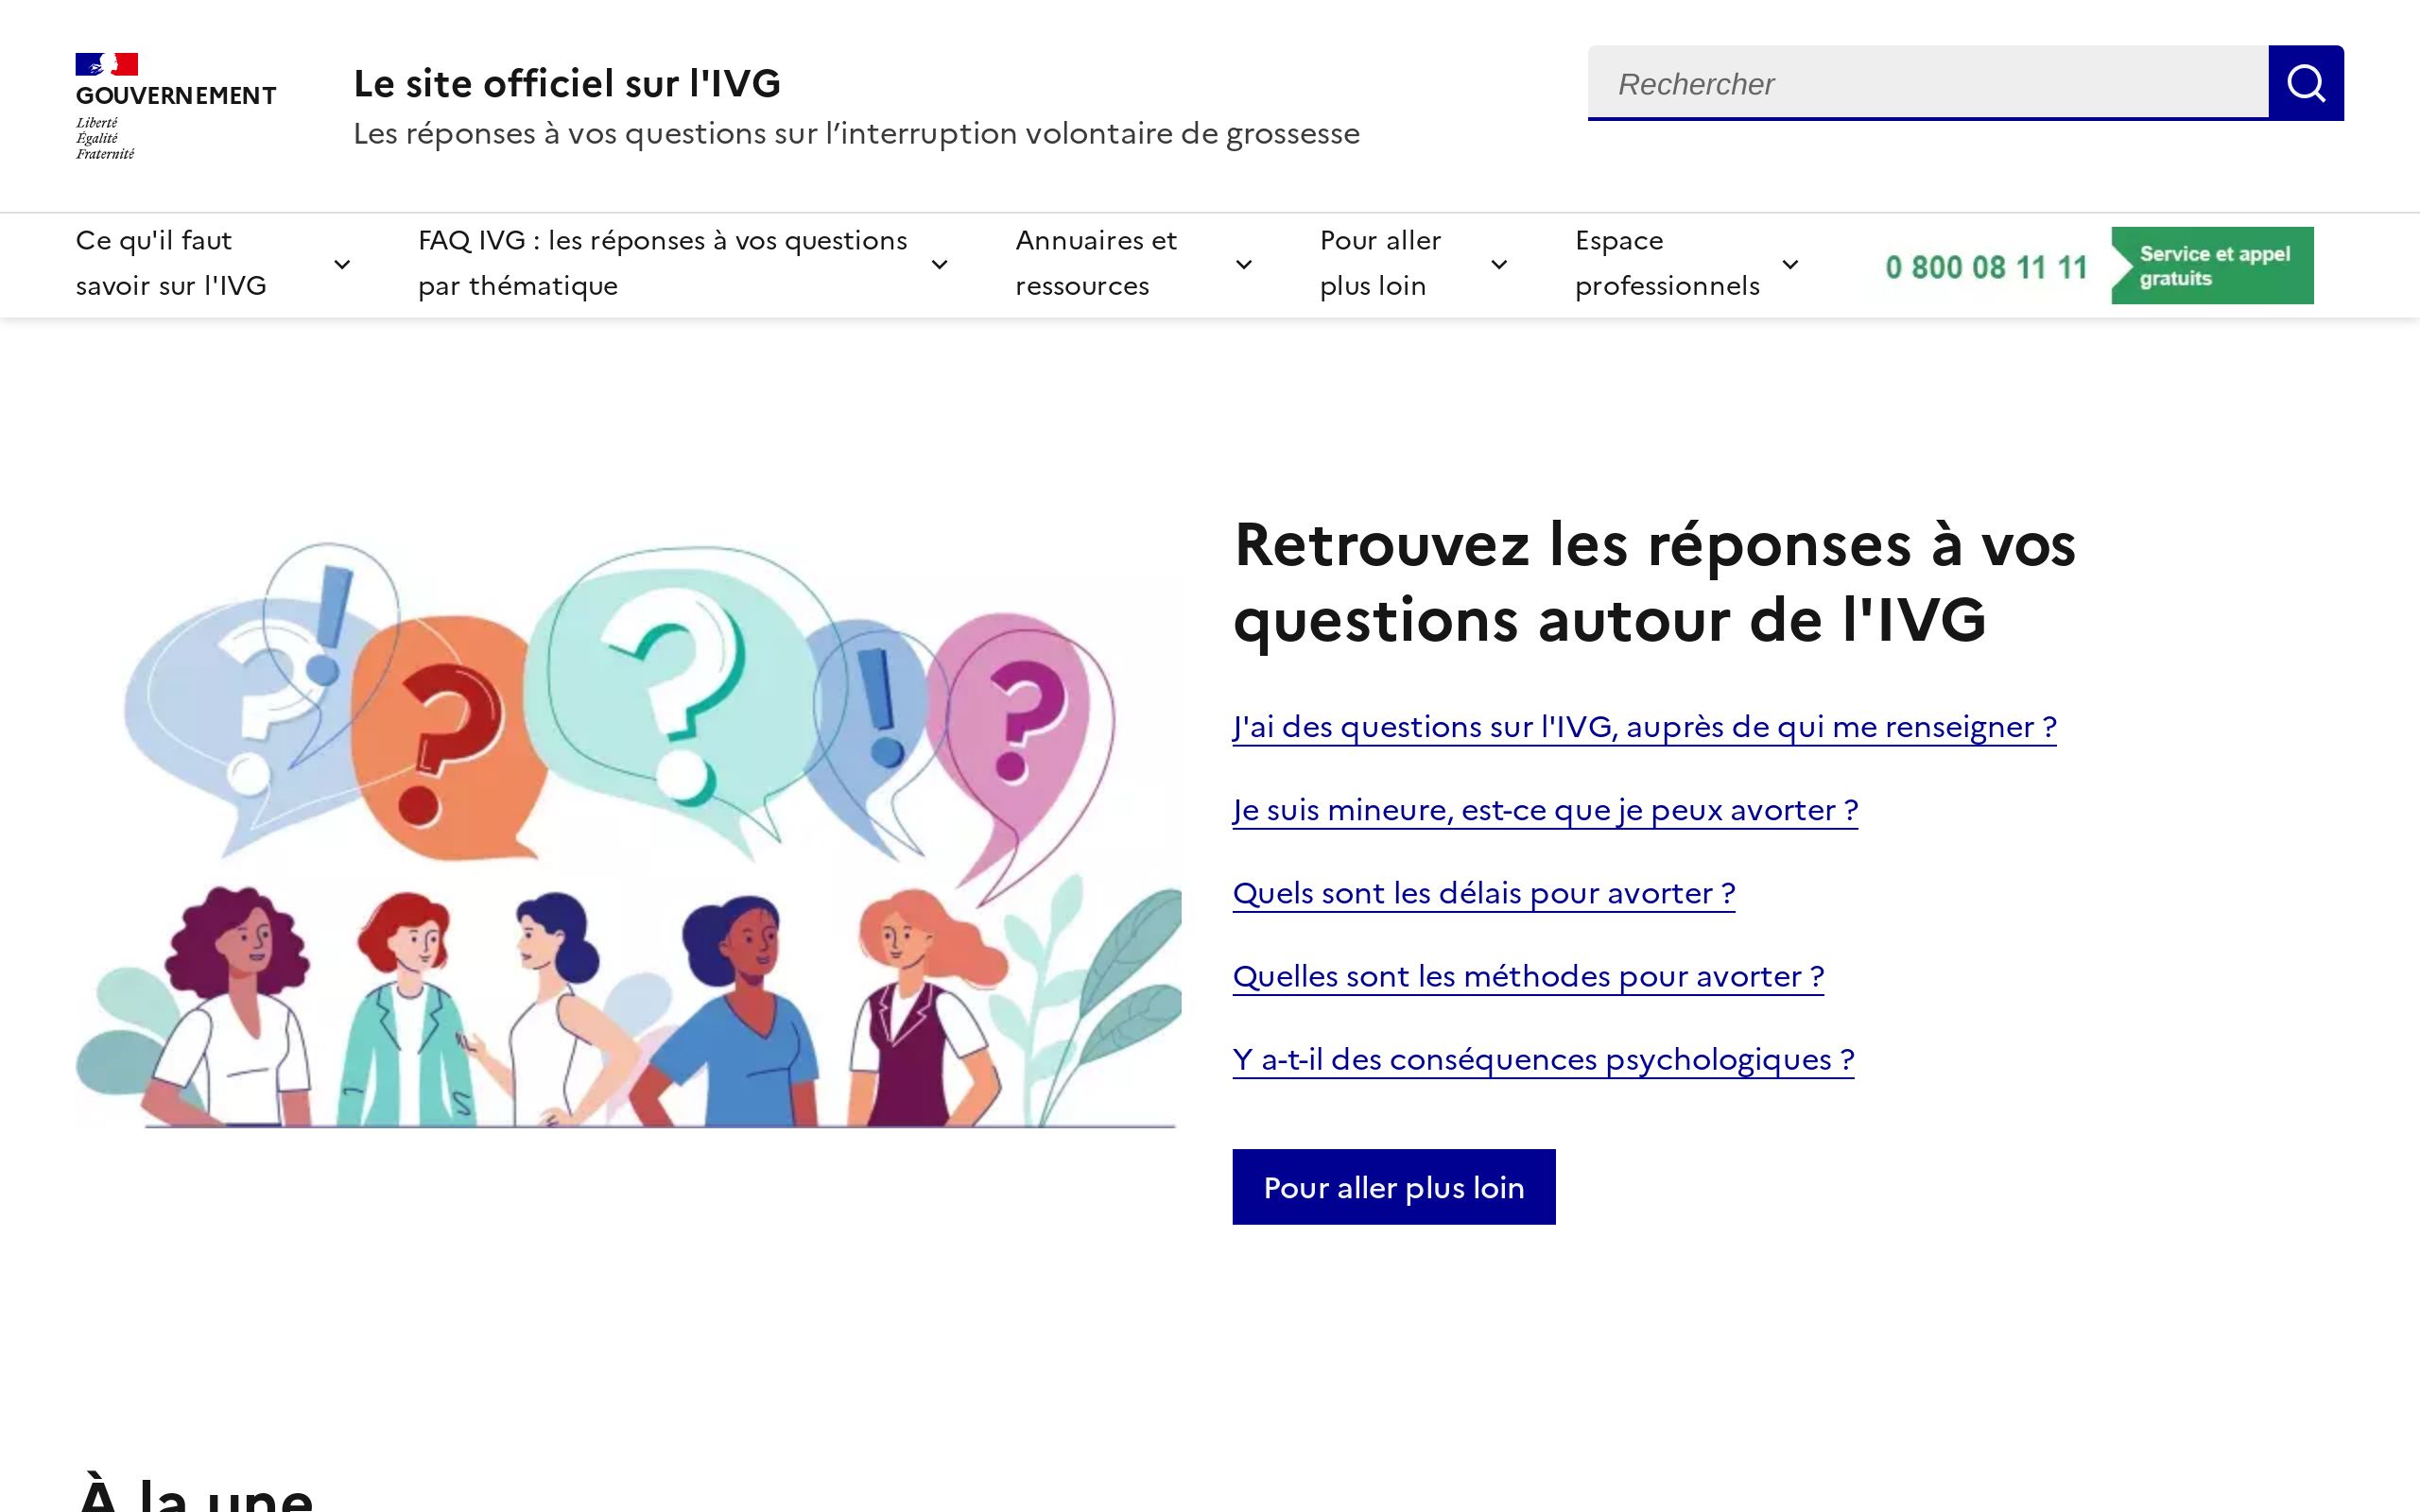 GOUVERNEMENT
Liberté
Égalité
Fraternité
Le site officiel sur l'IVG
Les réponses à vos questions sur l’interruption volontaire de grossesse
Rechercher
Ce qu'il faut
savoir sur l'IVG
FAQ IVG : les réponses à vos questions
par thématique
Annuaires et
ressources
Pour aller
plus loin
Espace
professionnels
0 800 08 11 11
Service et appel
gratuits
Retrouvez les réponses à vos
questions autour de l'IVG
J'ai des questions sur l'IVG, auprès de qui me renseigner ?
Je suis mineure, est-ce que je peux avorter ?
Quels sont les délais pour avorter ?
Quelles sont les méthodes pour avorter ?
Y a-t-il des conséquences psychologiques ?
Pour aller plus loin
À la une